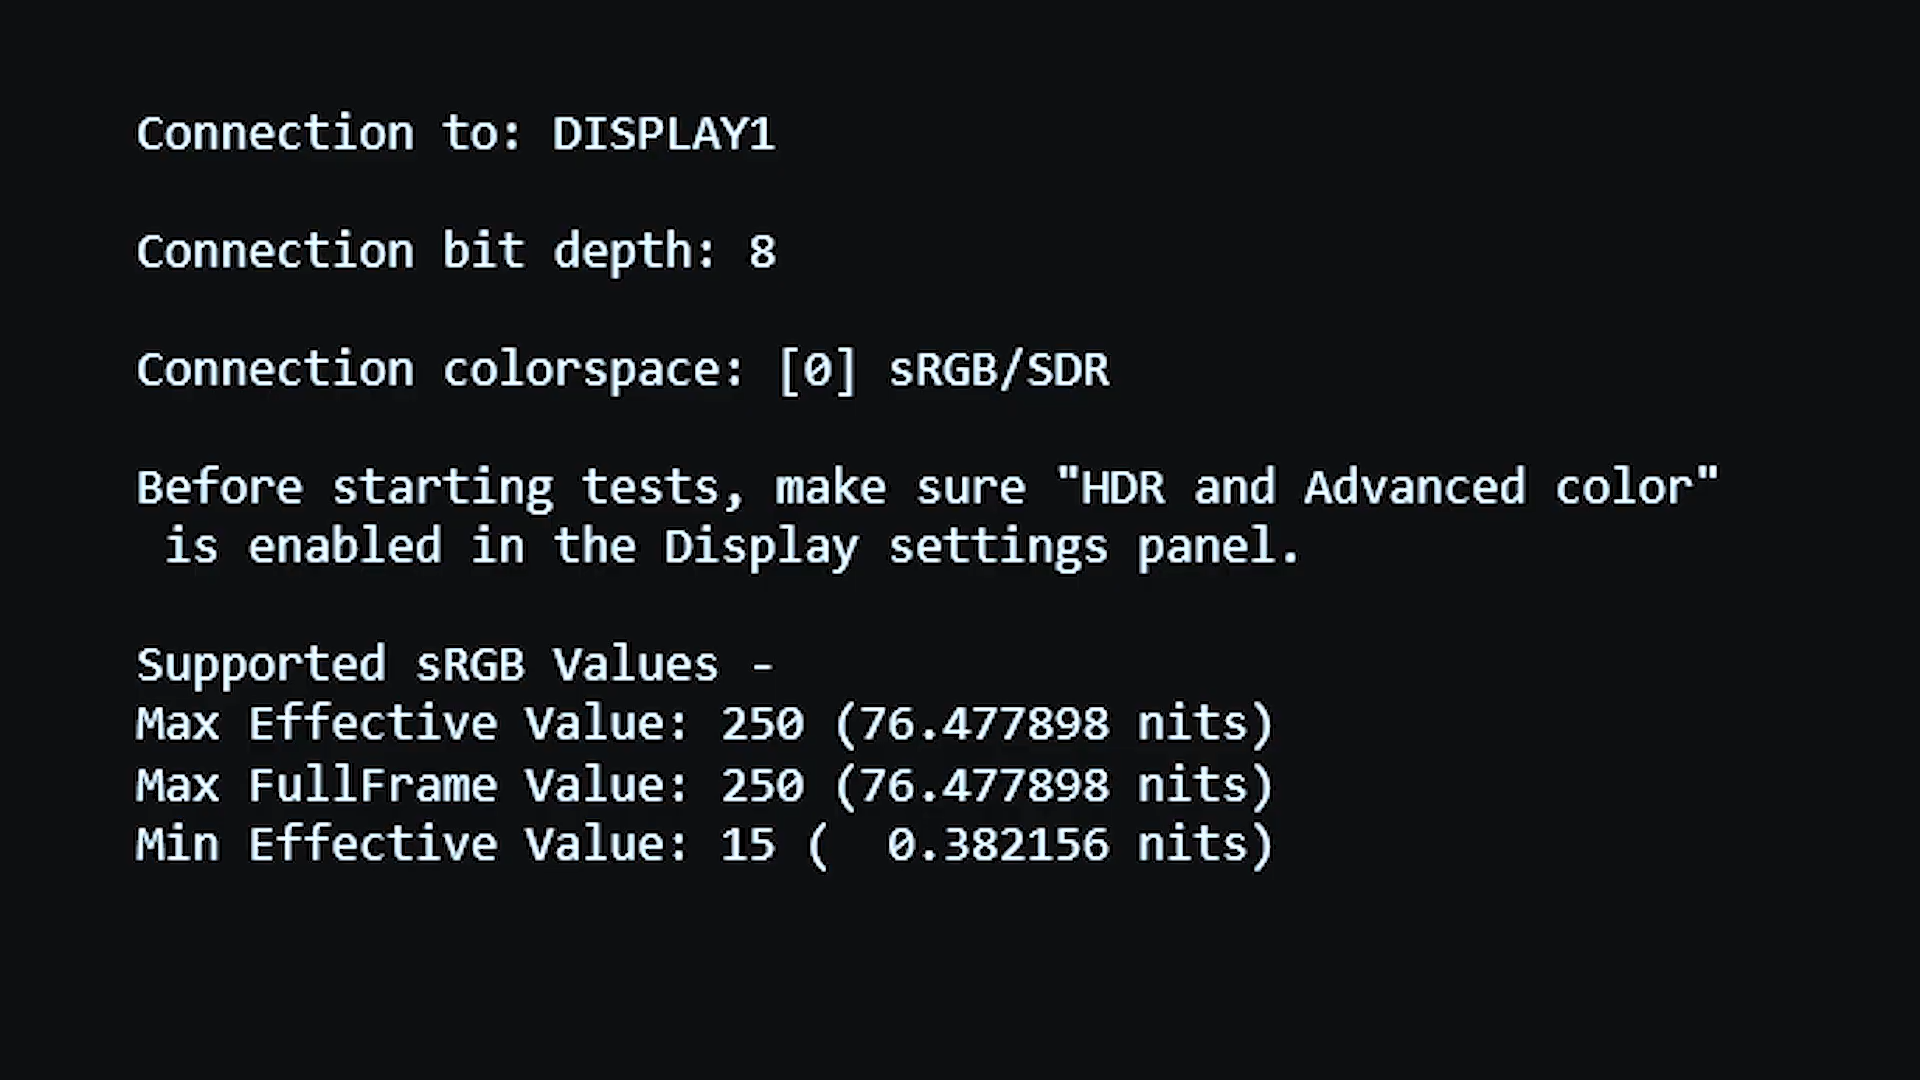 Connection to: DISPLAY1
Connection bit depth: 8
Connection colorspace: [0] sRGB/SDR
Before starting tests, make sure "HDR and Advanced color"
is enabled in the Display settings panel.
Supported sRGB Values -
Max Effective Value: 250 (76.477898 nits)
Max FullFrame Value: 250 (76.477898 nits)
Min Effective Value: 15 (  0.382156 nits)